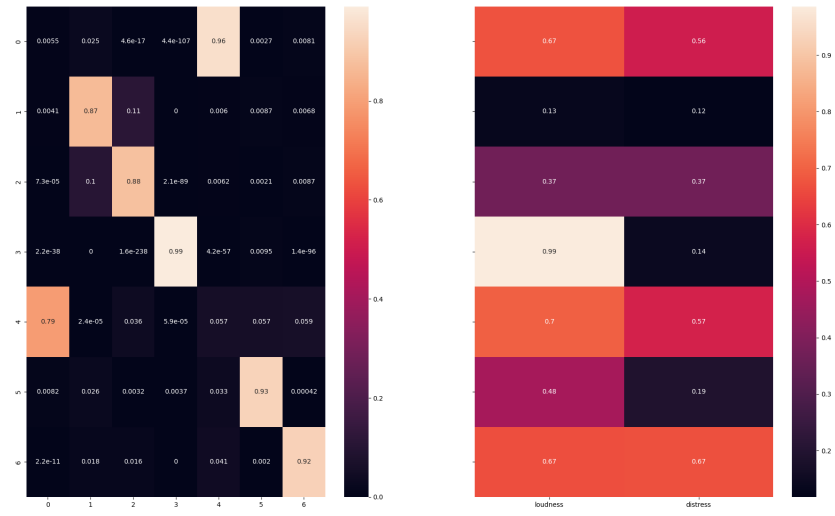 0 0.0055 0.025 4.6e-17 4.4e-107 0.96 0.0027 0.0081 0.67 0.56 0.9
1 0.0041 0.87 0.11 0 0.006 0.0087 0.0068 0.8 0.13 0.12 0.8
2 7.3e-05 0.1 0.88 2.1e-89 0.0062 0.0021 0.0087 0.6 0.37 0.37 0.7
0.6
3 2.2e-38 0 1.6e-238 0.99 4.2e-57 0.0095 1.4e-96 0.99 0.14 0.5
0.4
4 0.79 2.4e-05 0.036 5.9e-05 0.057 0.057 0.059 0.7 0.57 0.4
5 0.0082 0.026 0.0032 0.0037 0.033 0.93 0.00042 0.2 0.48 0.19 0.3
6 2.2e-11 0.018 0.016 0 0.041 0.002 0.92 0.67 0.67 0.2
0.0
0 1 2 3 4 5 6 loudness distress